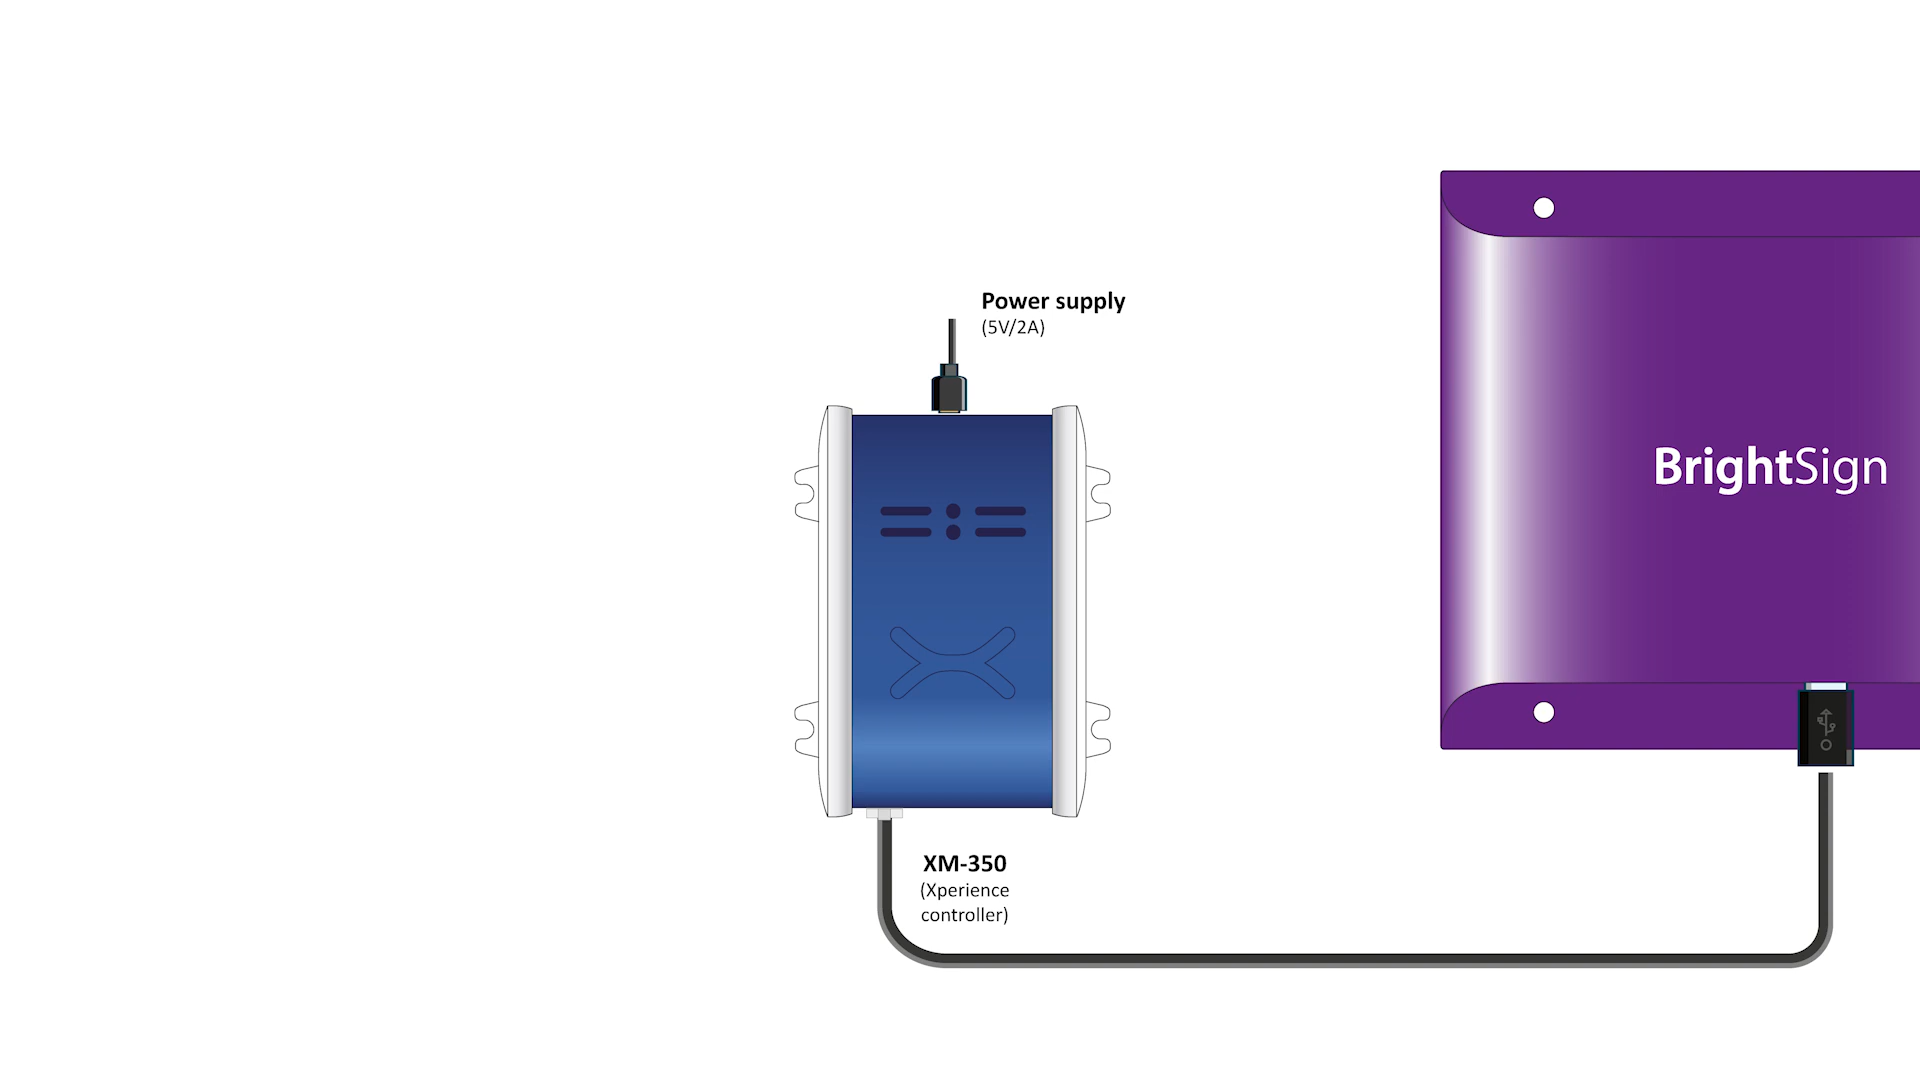 Power supply
(5V/2A)
BrightSign
XM-350
(Xperience
controller)